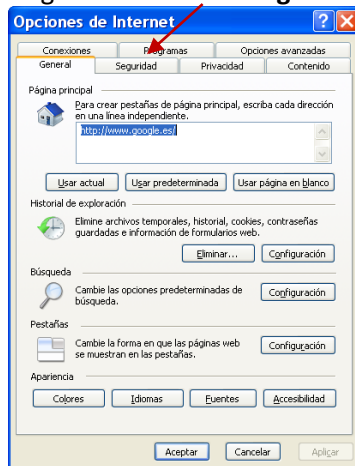 Opciones de Internet
Conexiones Programas Opciones avanzadas
General Seguridad Privacidad Contenido
Página principal
Para crear pestañas de página principal, escriba cada dirección
en una línea independiente.
http://www.google.es/
Usar actual Usar predeterminada Usar página en blanco
Historial de exploración
Elimine archivos temporales, historial, cookies, contraseñas
guardadas e información de formularios web.
Eliminar... Configuración
Búsqueda
Cambie las opciones predeterminadas de
búsqueda.
Configuración
Pestañas
Cambie la forma en que las páginas web
se muestran en las pestañas.
Configuración
Apariencia
Colores Idiomas Fuentes Accesibilidad
Aceptar Cancelar Aplicar